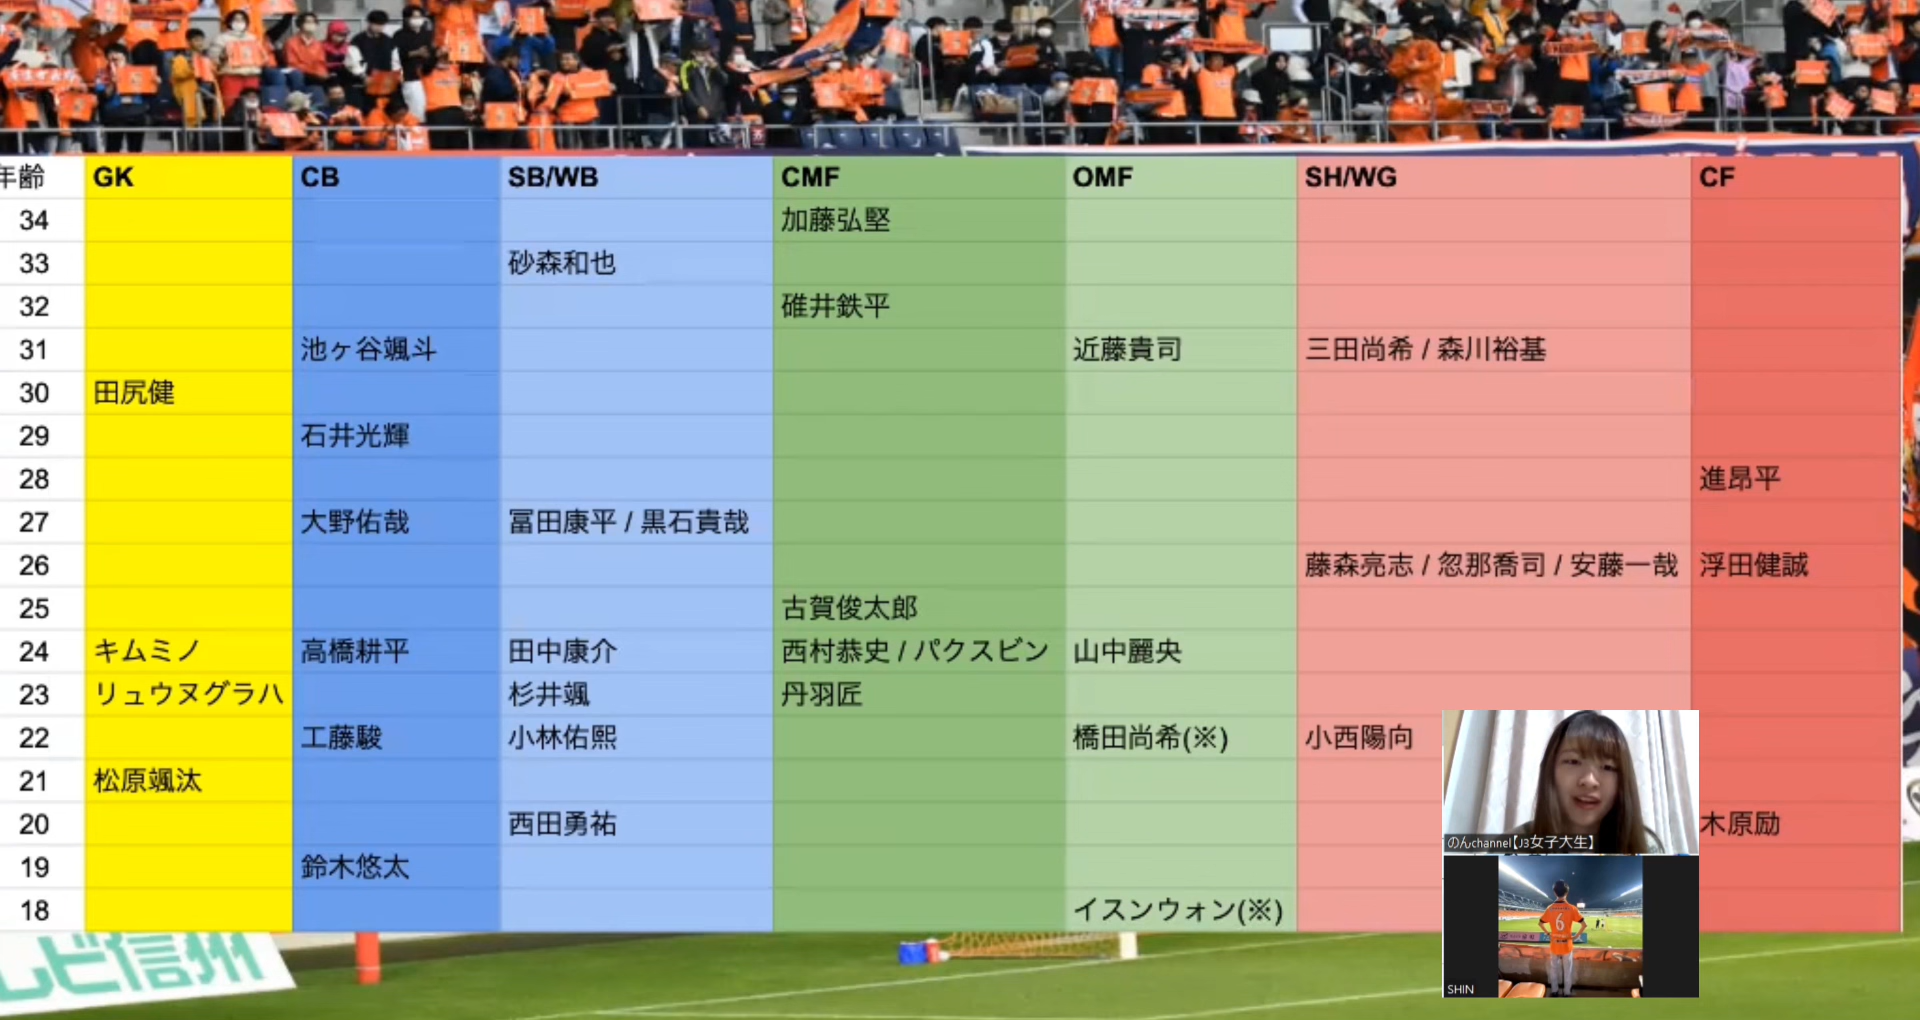 年齢 GK CB SB/WB CMF OMF SH/WG CF
34 加藤弘堅
33 砂森和也
32 碓井鉄平
31 池ヶ谷颯斗 近藤貴司 三田尚希 / 森川裕基
30 田尻健
29 石井光輝
28 進昂平
27 大野佑哉 冨田康平 / 黒石貴哉
26 藤森亮志 / 忽那喬司 / 安藤一哉 浮田健誠
25 古賀俊太郎
24 キムミノ 高橋耕平 田中康介 西村恭史 / パクスビン 山中麗央
23 リュウヌグラハ 杉井颯 丹羽匠
22 工藤駿 小林佑熙 橋田尚希(※) 小西陽向
21 松原颯汰
20 西田勇祐 木原励
19 鈴木悠太
18 イスンウォン(※)
のんchannel【J3女子大生】
6
SHIN
レビ信州